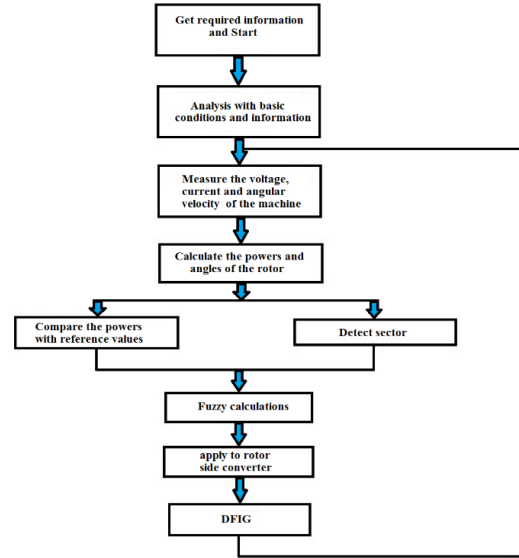 Get required information
and Start
Analysis with basic
conditions and information
Measure the voltage,
current and angular
velocity of the machine
Calculate the powers and
angles of the rotor
Compare the powers
with reference values
Detect sector
Fuzzy calculations
apply to rotor
side converter
DFIG